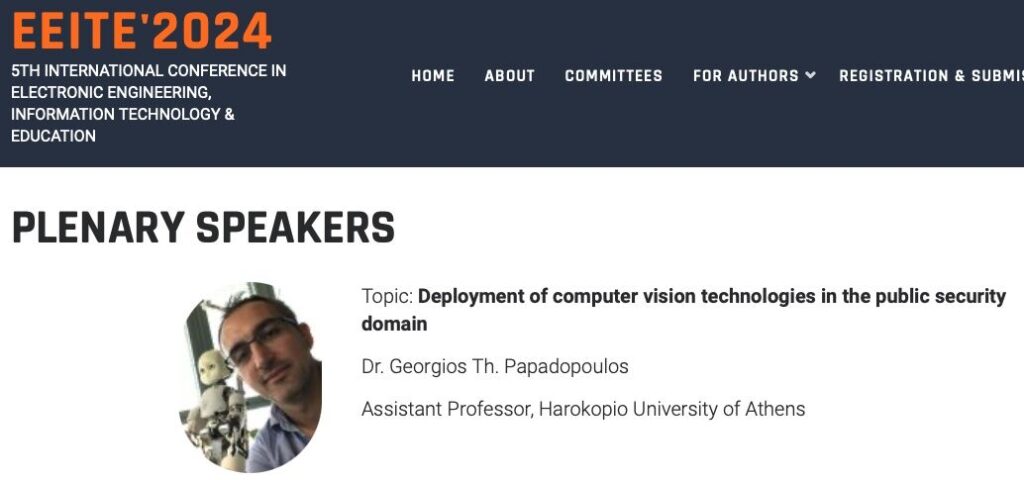 EEITE'2024
5TH INTERNATIONAL CONFERENCE IN
ELECTRONIC ENGINEERING,
INFORMATION TECHNOLOGY &
EDUCATION
HOME ABOUT COMMITTEES FOR AUTHORS REGISTRATION & SUBMIS
PLENARY SPEAKERS
Topic: Deployment of computer vision technologies in the public security
domain
Dr. Georgios Th. Papadopoulos
Assistant Professor, Harokopio University of Athens